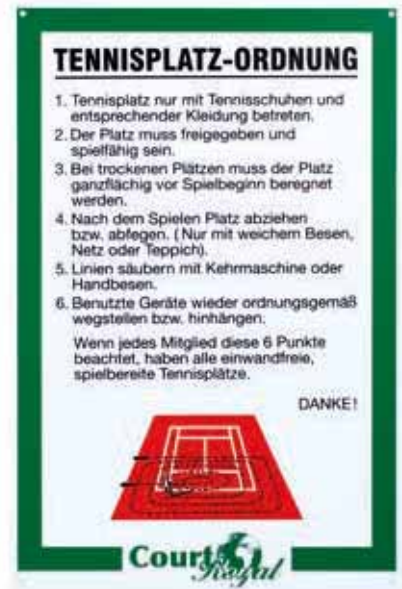 TENNISPLATZ-ORDNUNG
1. Tennisplatz nur mit Tennisschuhen und
entsprechender Kleidung betreten.
2. Der Platz muss freigegeben und
spielfähig sein.
3. Bei trockenen Plätzen muss der Platz
ganzflächig vor Spielbeginn beregnet
werden.
4. Nach dem Spielen Platz abziehen
bzw. abfegen. (Nur mit weichem Besen,
Netz oder Teppich).
5. Linien säubern mit Kehrmaschine oder
Handbesen.
6. Benutzte Geräte wieder ordnungsgemäß
wegstellen bzw. hinhängen.
Wenn jedes Mitglied diese 6 Punkte
beachtet, haben alle einwandfreie,
spielbereite Tennisplätze.
DANKE!
Court Royal